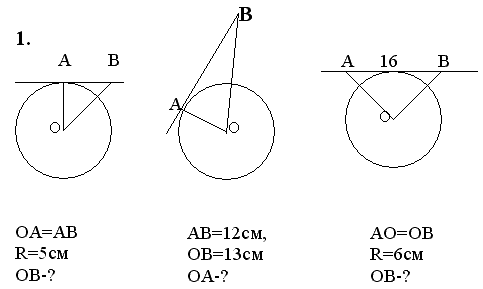 1.
A B
O
B
A
O
A 16 B
O
OA=AB
R=5см
OB-?
AB=12см,
OB=13см
OA-?
AO=OB
R=6см
OB-?